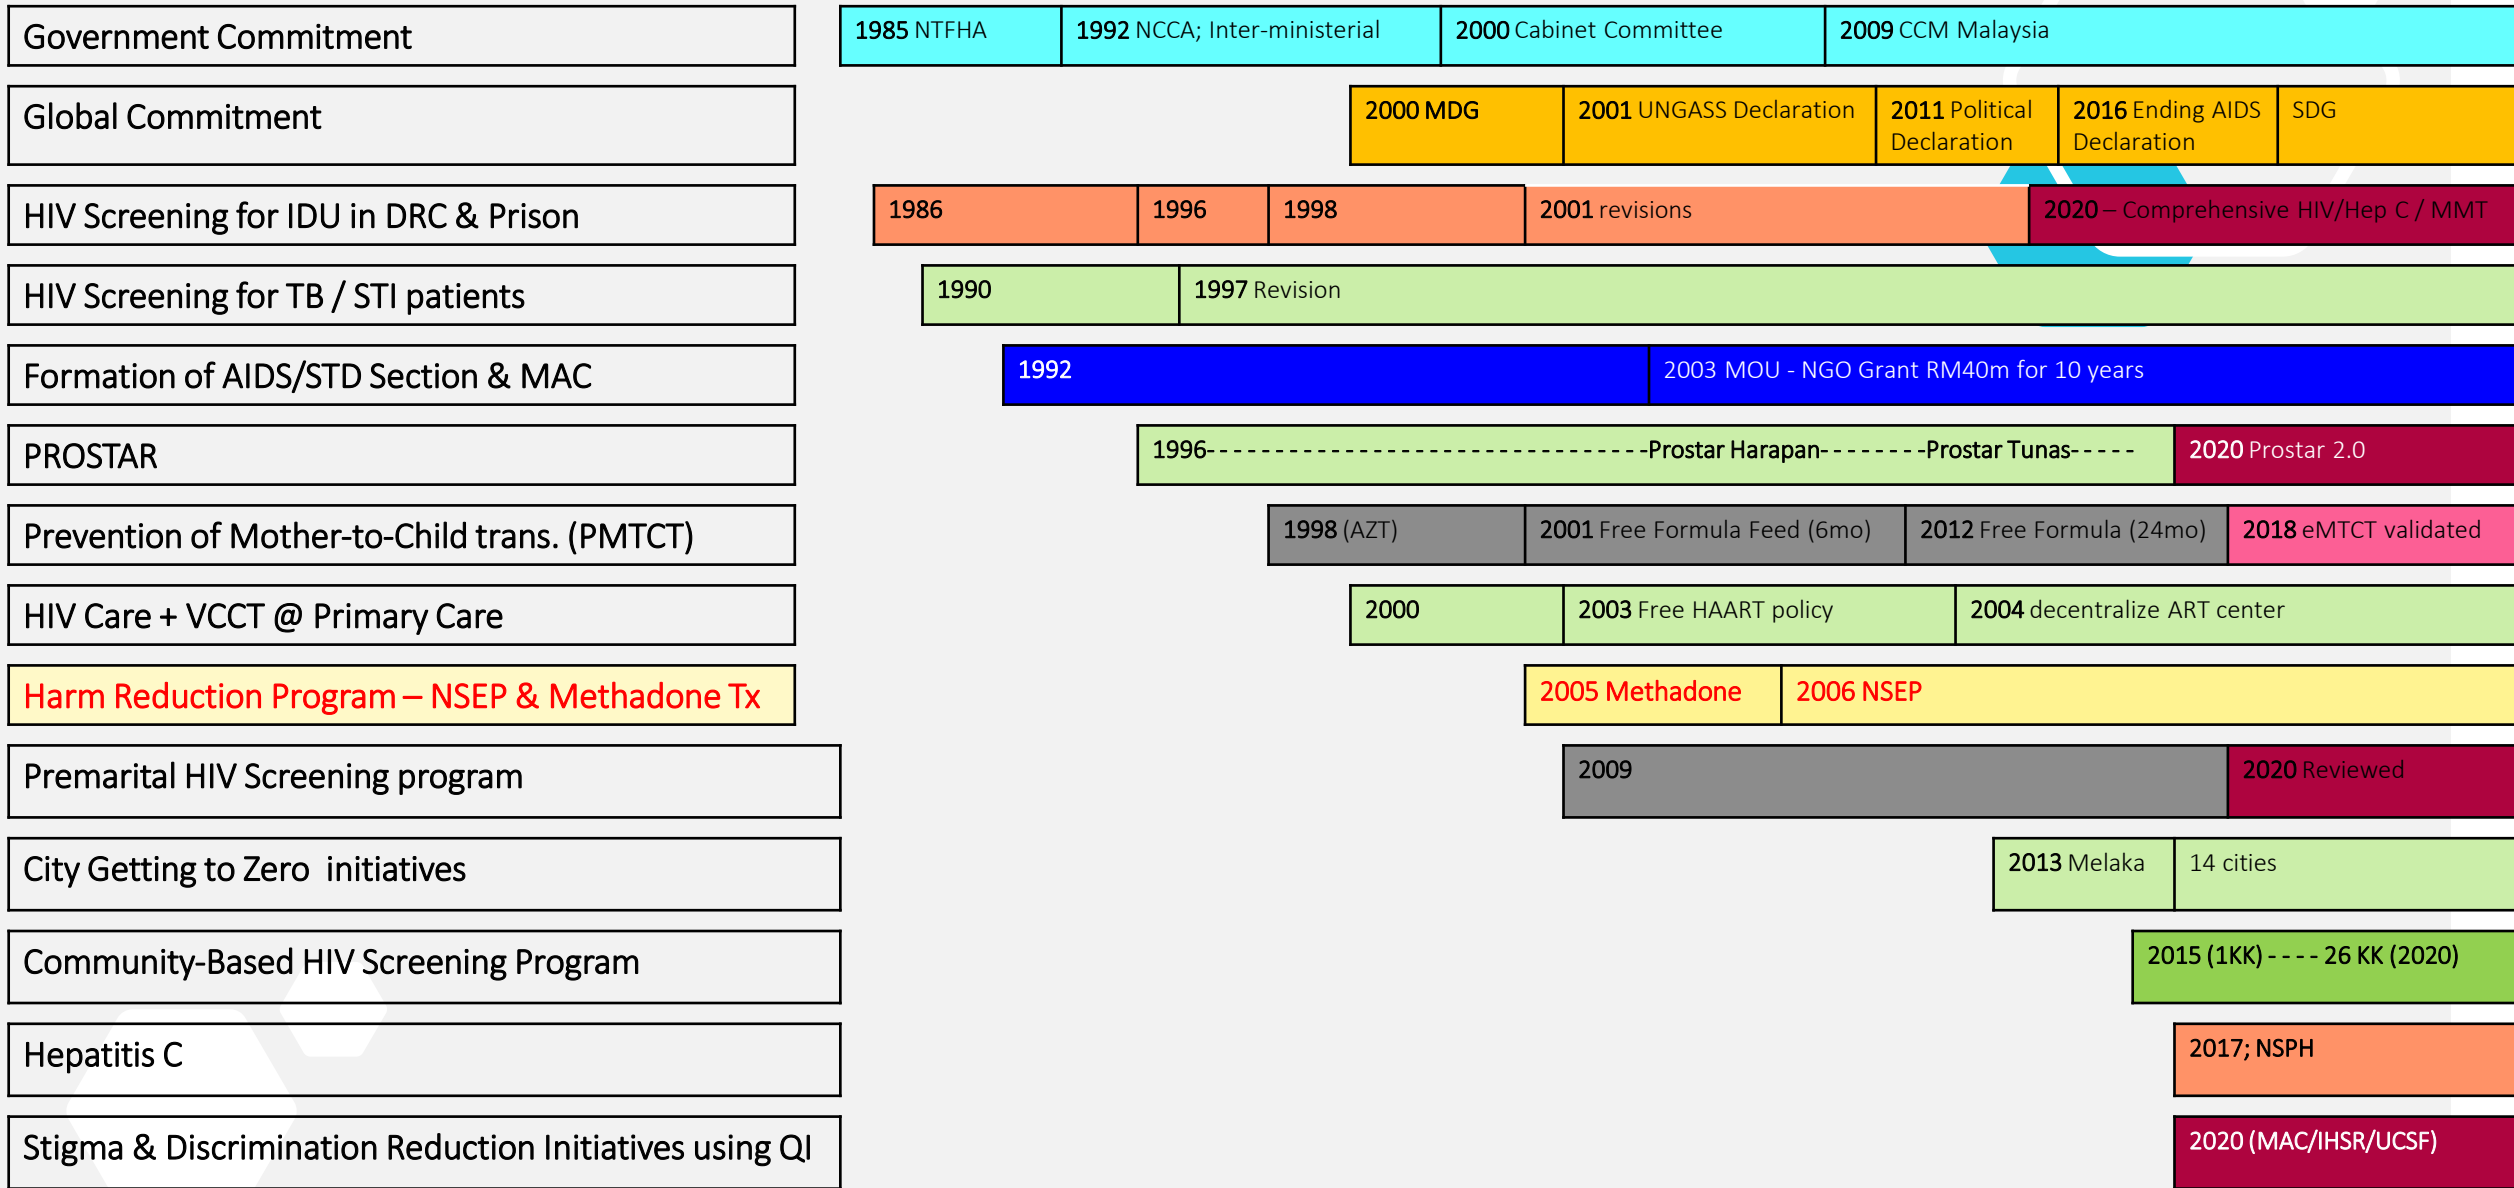 Government Commitment
1985 NTFHA
1992 NCCA; Inter-ministerial
2000 Cabinet Committee
2009 CCM Malaysia
Global Commitment
2000 MDG
2001 UNGASS Declaration
2011 Political
Declaration
2016 Ending AIDS
Declaration
SDG
HIV Screening for IDU in DRC & Prison
1986
1996
1998
2001 revisions
2020 – Comprehensive HIV/Hep C / MMT
HIV Screening for TB / STI patients
1990
1997 Revision
Formation of AIDS/STD Section & MAC
1992
2003 MOU - NGO Grant RM40m for 10 years
PROSTAR
1996- - - - - - - - - - - - - - - - - - - - - - - - - - - - - - - -Prostar Harapan- - - - - - - -Prostar Tunas- - - - -
2020 Prostar 2.0
Prevention of Mother-to-Child trans. (PMTCT)
1998 (AZT)
2001 Free Formula Feed (6mo)
2012 Free Formula (24mo)
2018 eMTCT validated
HIV Care + VCCT @ Primary Care
2000
2003 Free HAART policy
2004 decentralize ART center
Harm Reduction Program – NSEP & Methadone Tx
2005 Methadone
2006 NSEP
Premarital HIV Screening program
2009
2020 Reviewed
City Getting to Zero  initiatives
2013 Melaka
14 cities
Community-Based HIV Screening Program
2015 (1KK) - - - - 26 KK (2020)
Hepatitis C
2017; NSPH
Stigma & Discrimination Reduction Initiatives using QI
2020 (MAC/IHSR/UCSF)